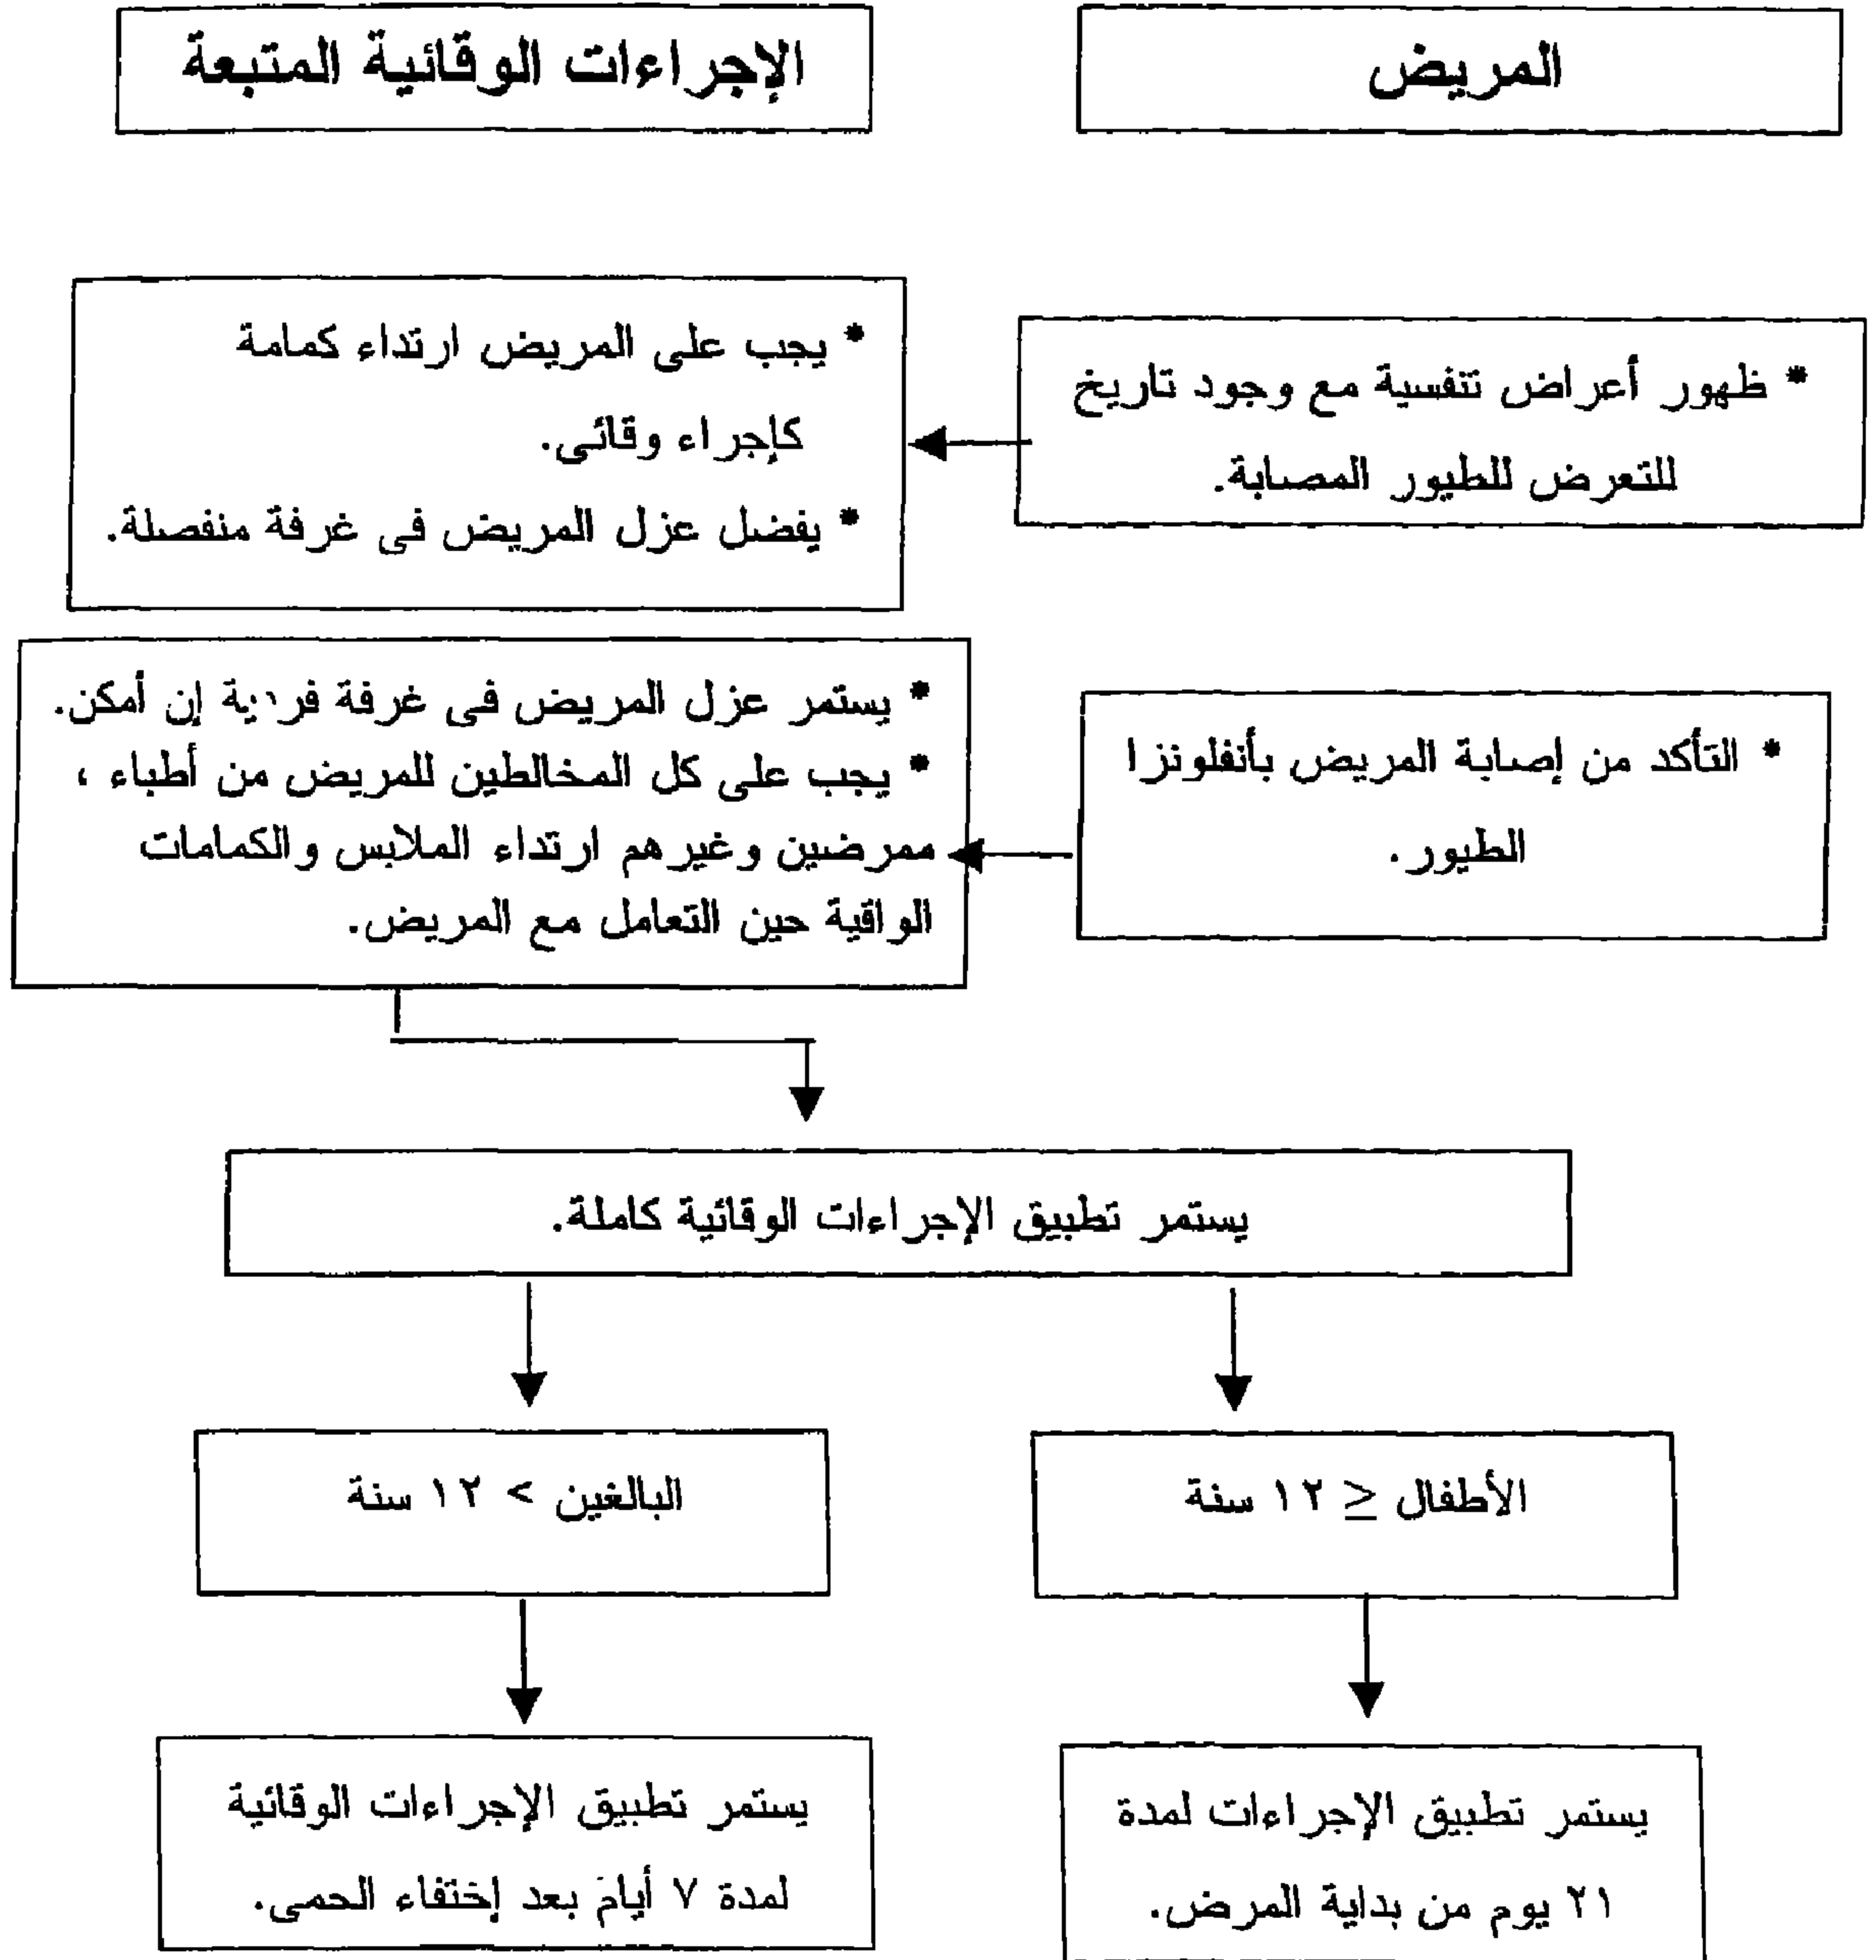 المريض
الإجراءات الوقائية المتبعة
* ظهور أعراض تنفسية مع وجود تاريخ
للتعرض للطيور المصابة.
* يجب على المريض ارتداء كمامة
كإجراء وقائى.
* يفضل عزل المريض فى غرفة منفصلة.
* التأكد من إصابة المريض بأنفلونزا
الطيور.
* يستمر عزل المريض فى غرفة إن أمكن.
* يجب على كل المخالطين للمريض من أطباء ،
ممرضين وغيرهم ارتداء الملابس والكمامات
الواقية حين التعامل مع المريض.
يستمر تطبيق الإجراءات الوقائية كاملة.
الأطفال ≤ ١٢ سنة
البالغين > ١٢ سنة
يستمر تطبيق الإجراءات لمدة
٢١ يوم من بداية المرض.
يستمر تطبيق الإجراءات الوقائية
لمدة ٧ أيام بعد إختفاء الحمى.